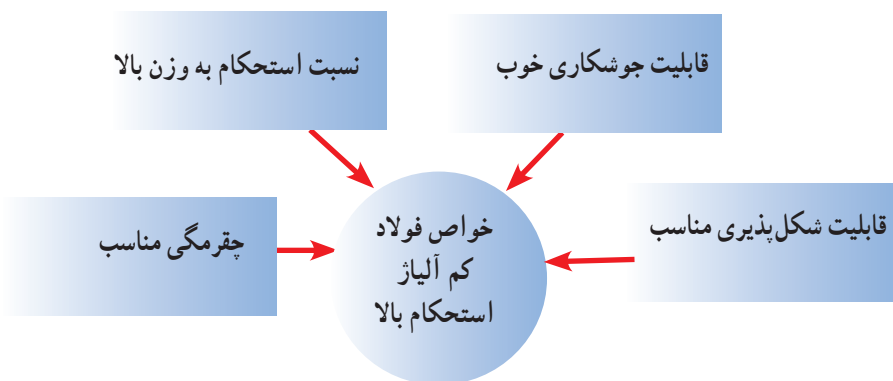 قابلیت جوشکاری خوب
نسبت استحکام به وزن بالا
قابلیت شکل‌پذیری مناسب
چقرمگی مناسب
خواص فولاد
کم آلیاژ
استحکام بالا